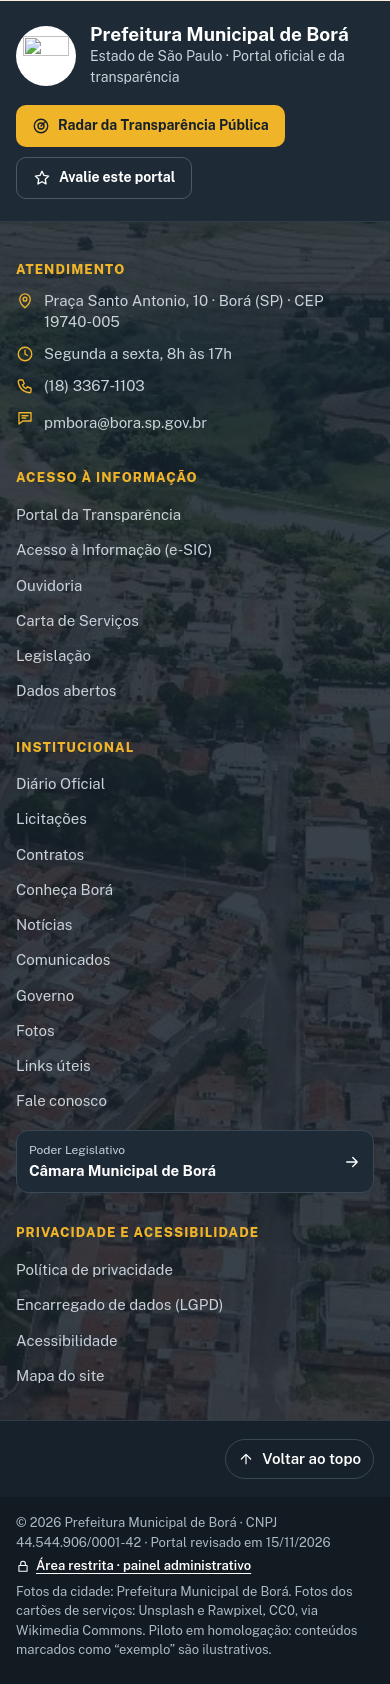 Prefeitura Municipal de Borá
Estado de São Paulo · Portal oficial e da
transparência
Radar da Transparência Pública
Avalie este portal
ATENDIMENTO
Praça Santo Antonio, 10 · Borá (SP) · CEP
19740-005
Segunda a sexta, 8h às 17h
(18) 3367-1103
pmbora@bora.sp.gov.br
ACESSO À INFORMAÇÃO
Portal da Transparência
Acesso à Informação (e-SIC)
Ouvidoria
Carta de Serviços
Legislação
Dados abertos
INSTITUCIONAL
Diário Oficial
Licitações
Contratos
Conheça Borá
Notícias
Comunicados
Governo
Fotos
Links úteis
Fale conosco
Poder Legislativo
Câmara Municipal de Borá
PRIVACIDADE E ACESSIBILIDADE
Política de privacidade
Encarregado de dados (LGPD)
Acessibilidade
Mapa do site
Voltar ao topo
© 2026 Prefeitura Municipal de Borá · CNPJ
44.544.906/0001-42 · Portal revisado em 15/11/2026
Área restrita · painel administrativo
Fotos da cidade: Prefeitura Municipal de Borá. Fotos dos
cartões de serviços: Unsplash e Rawpixel, CC0, via
Wikimedia Commons. Piloto em homologação: conteúdos
marcados como “exemplo” são ilustrativos.